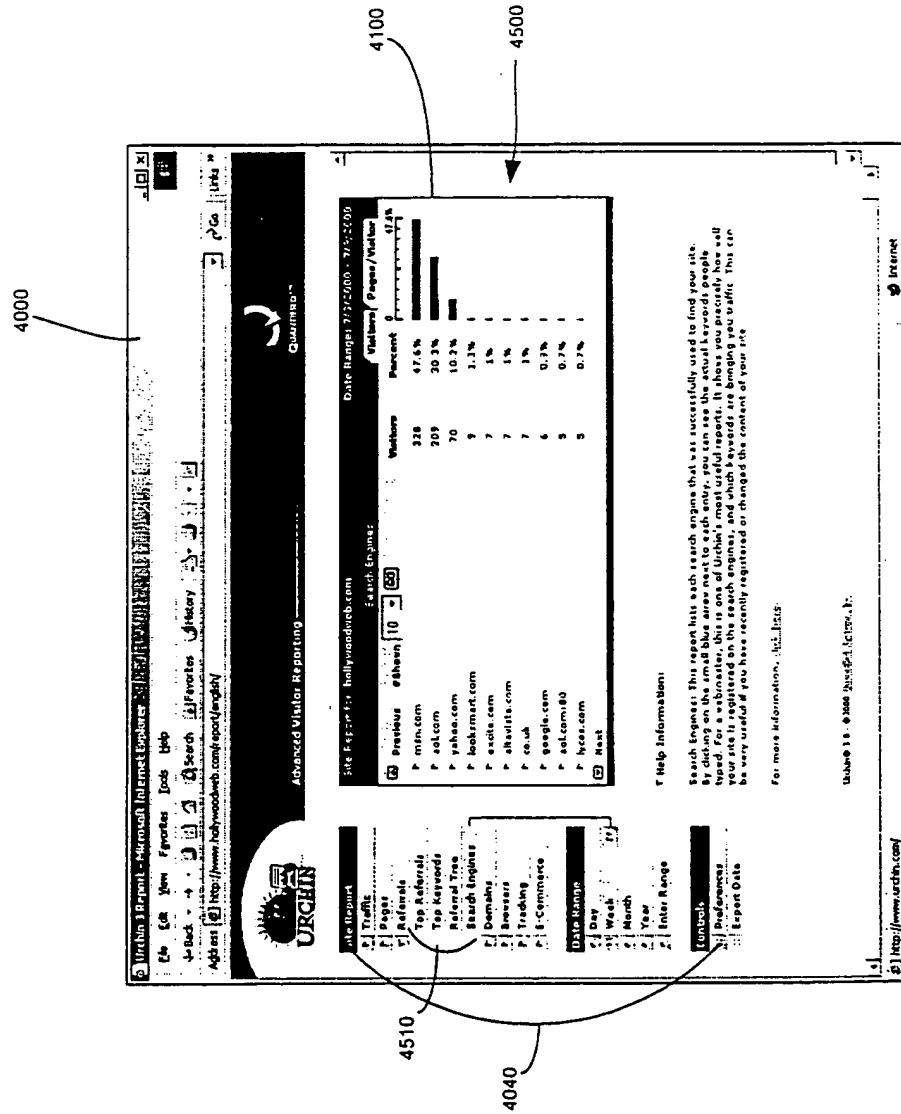 4000
Urchin 3 Report - Microsoft Internet Explorer
File Edit View Favorites Tools Help
Back Search Favorites History
Address http://www.hollywoodweb.com/report/english/ Go Links »
URCHIN
Advanced Visitor Reporting
Site Report
Traffic
Pages
Referrals
Top Referrals
Top Keywords
Referral Tree
Search Engines
Domains
Browsers
Tracking
E-Commerce
Date Range
Day
Week
Month
Year
Enter Range
Controls
Preferences
Export Data
Site Report for hollywoodweb.com
Search Engines
Visitors Pages/Visitor
Previous #Shown 10 GO Visitors Percent 0 47.6%
msn.com 328 47.6%
aol.com 209 30.3%
yahoo.com 70 10.2%
looksmart.com 9 1.3%
excite.com 7 1%
altavista.com 7 1%
co.uk 7 1%
google.com 6 0.9%
aol.com:80 5 0.7%
lycos.com 5 0.7%
Next
Help Information:
Search Engines: This report lists each search engine that was successfully used to find your site.
By clicking on the small blue arrow next to each entry, you can see the actual keywords people
typed. For a webmaster, this is one of Urchin's most useful reports. It shows you precisely how well
your site is registered on the search engines, and which keywords are bringing you traffic. This can
be very useful if you have recently registered or changed the content of your site
For more information, click here.
http://www.urchin.com/ Internet
4100
4500
4510
4040